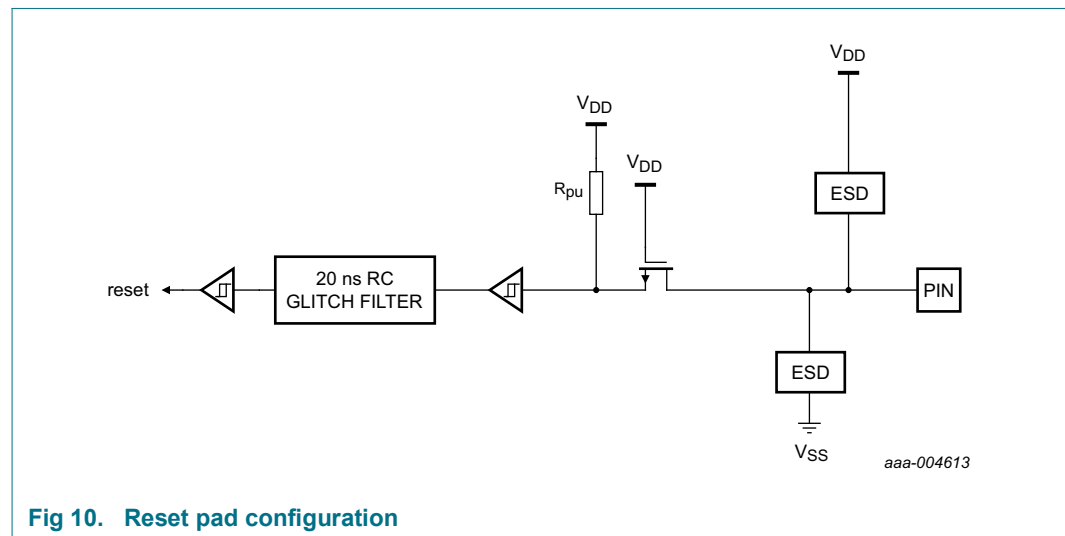 VDD
VDD
VDD
Rpu
ESD
reset
20 ns RC
GLITCH FILTER
PIN
ESD
VSS
aaa-004613
Fig 10. Reset pad configuration